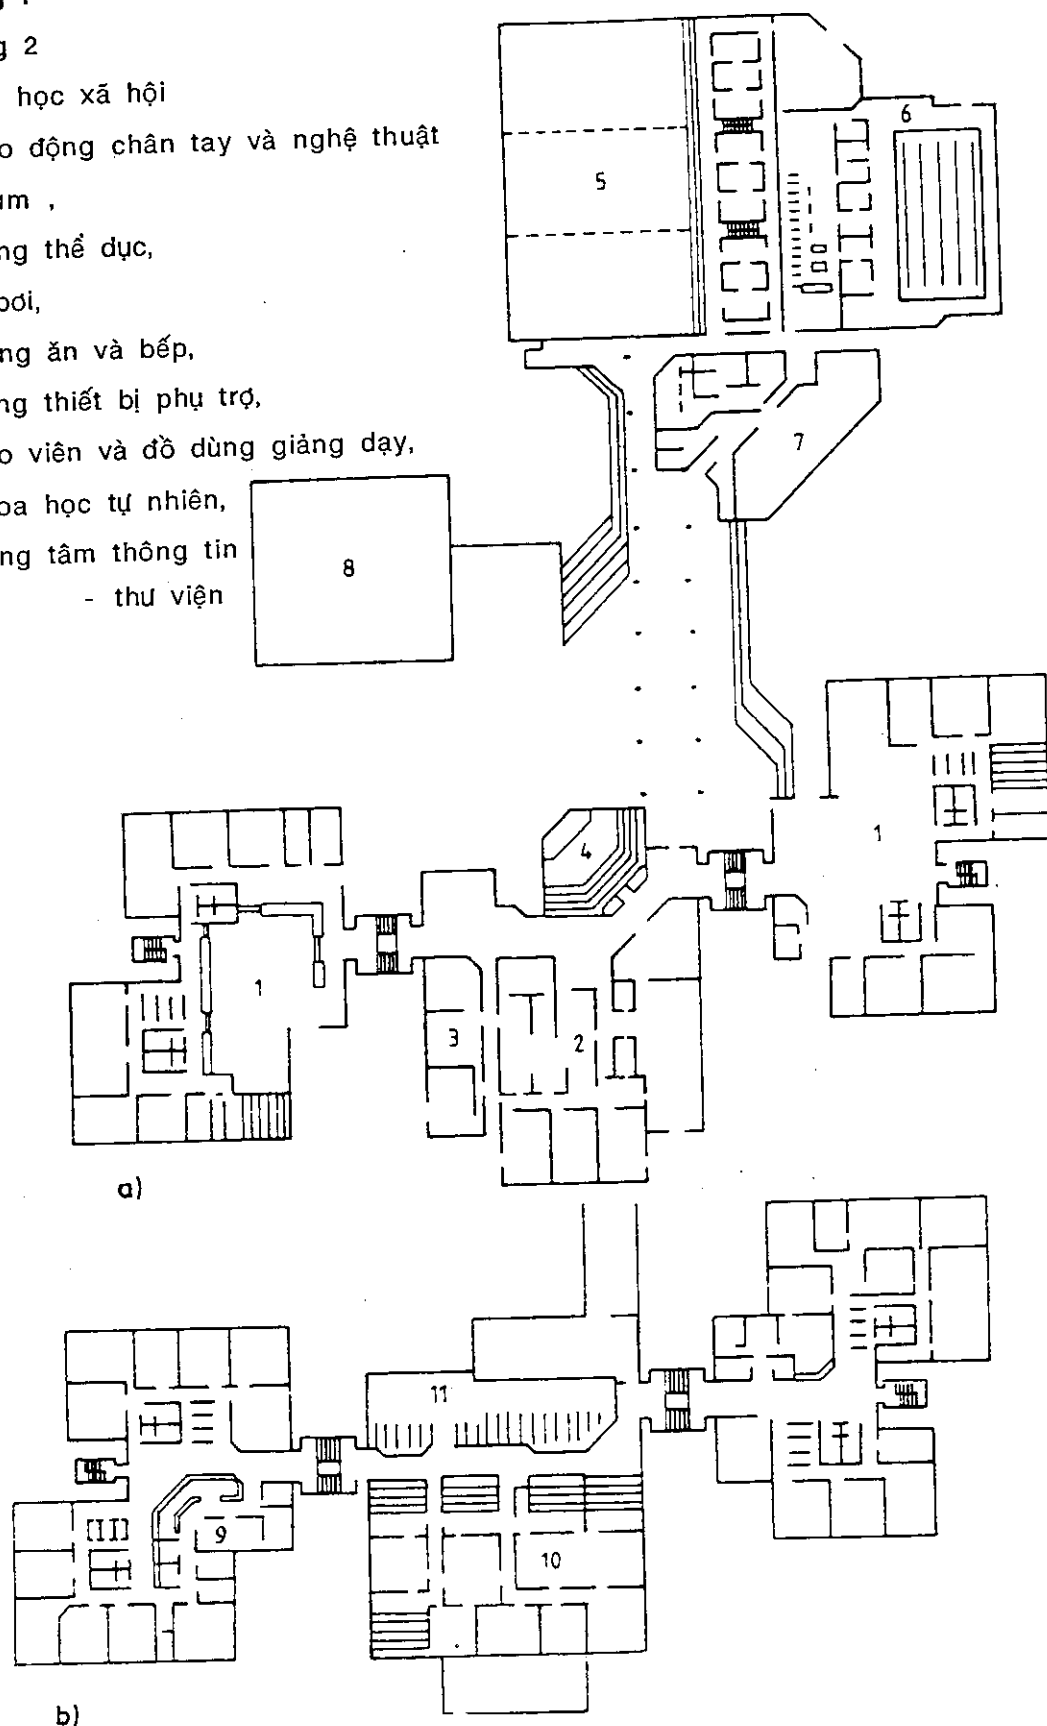 g 2
học xã hội
o động chân tay và nghệ thuật
ng thể dục,
bơi,
ng ăn và bếp,
ng thiết bị phụ trợ,
o viên và đồ dùng giảng dạy,
oa học tự nhiên,
ng tâm thông tin
- thư viện
5
6
7
8
1
4
1
3
2
a)
11
9
10
b)